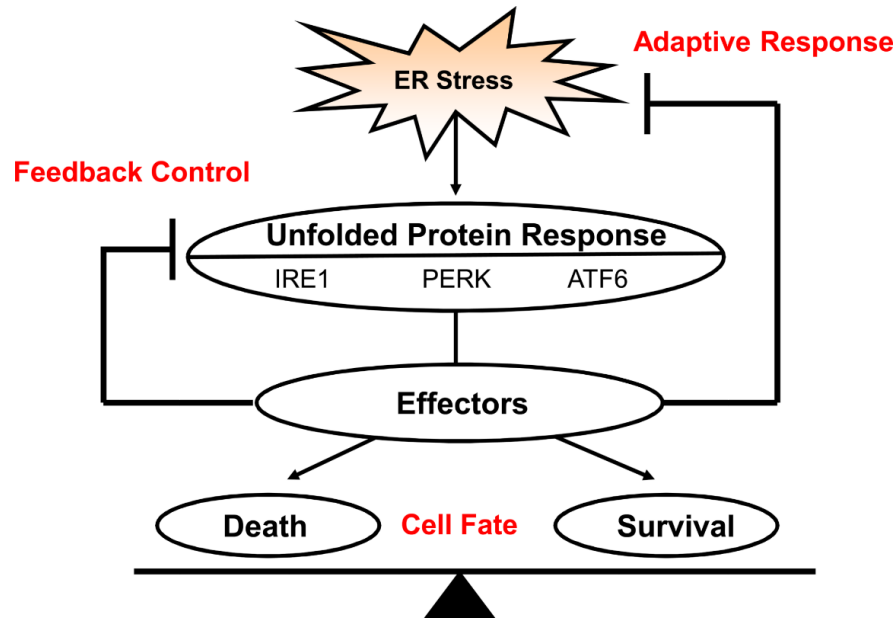 Adaptive Response
ER Stress
Feedback Control
Unfolded Protein Response
IRE1 PERK ATF6
Effectors
Death Cell Fate Survival